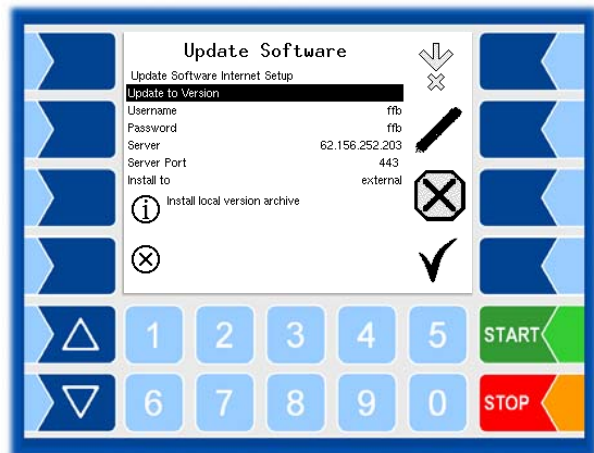 Update Software
Update Software Internet Setup
Update to Version
Username ffb
Password ffb
Server 62.156.252.203
Server Port 443
Install to external
Install local version archive
1 2 3 4 5 START
6 7 8 9 0 STOP